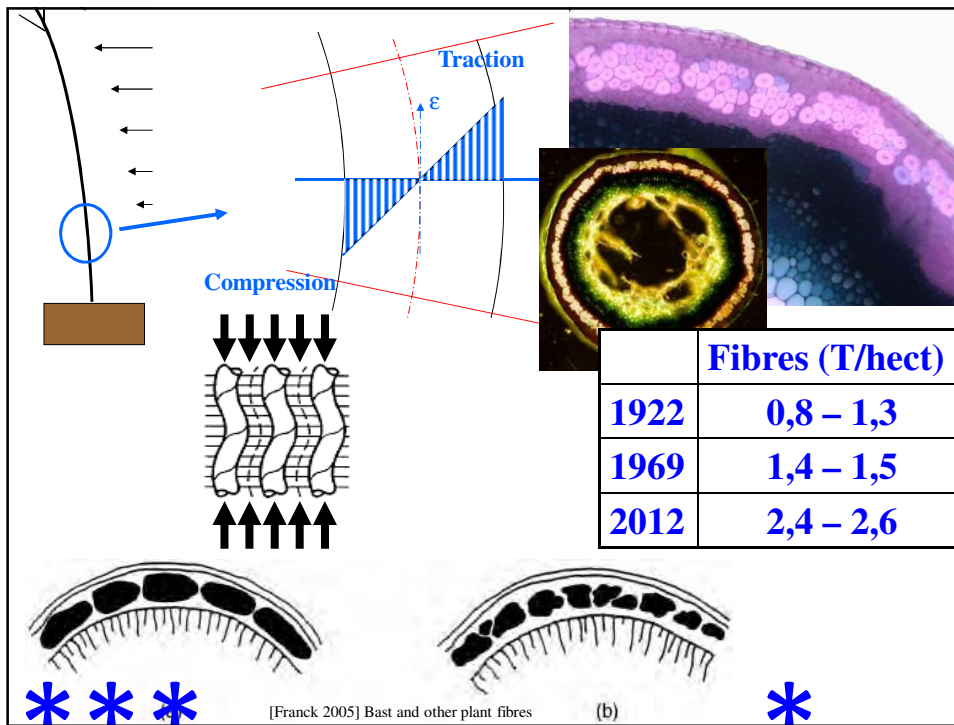 Traction
ε
Compression
Fibres (T/hect)
1922 0,8 – 1,3
1969 1,4 – 1,5
2012 2,4 – 2,6
[Franck 2005] Bast and other plant fibres
(b)
* * *
*